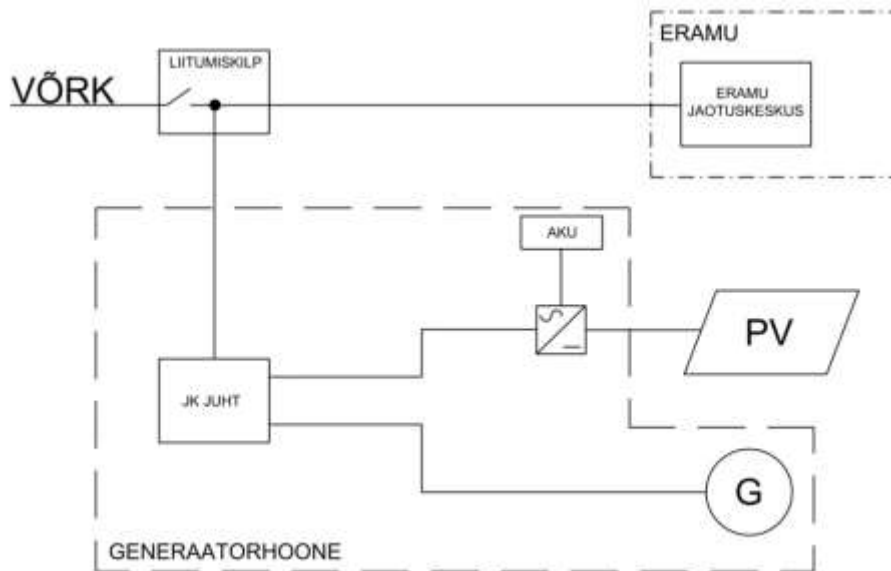 VÕRK
LIITUMISKILP
ERAMU
ERAMU
JAOTUSKESKUS
AKU
PV
JK JUHT
G
GENERAATORHOONE